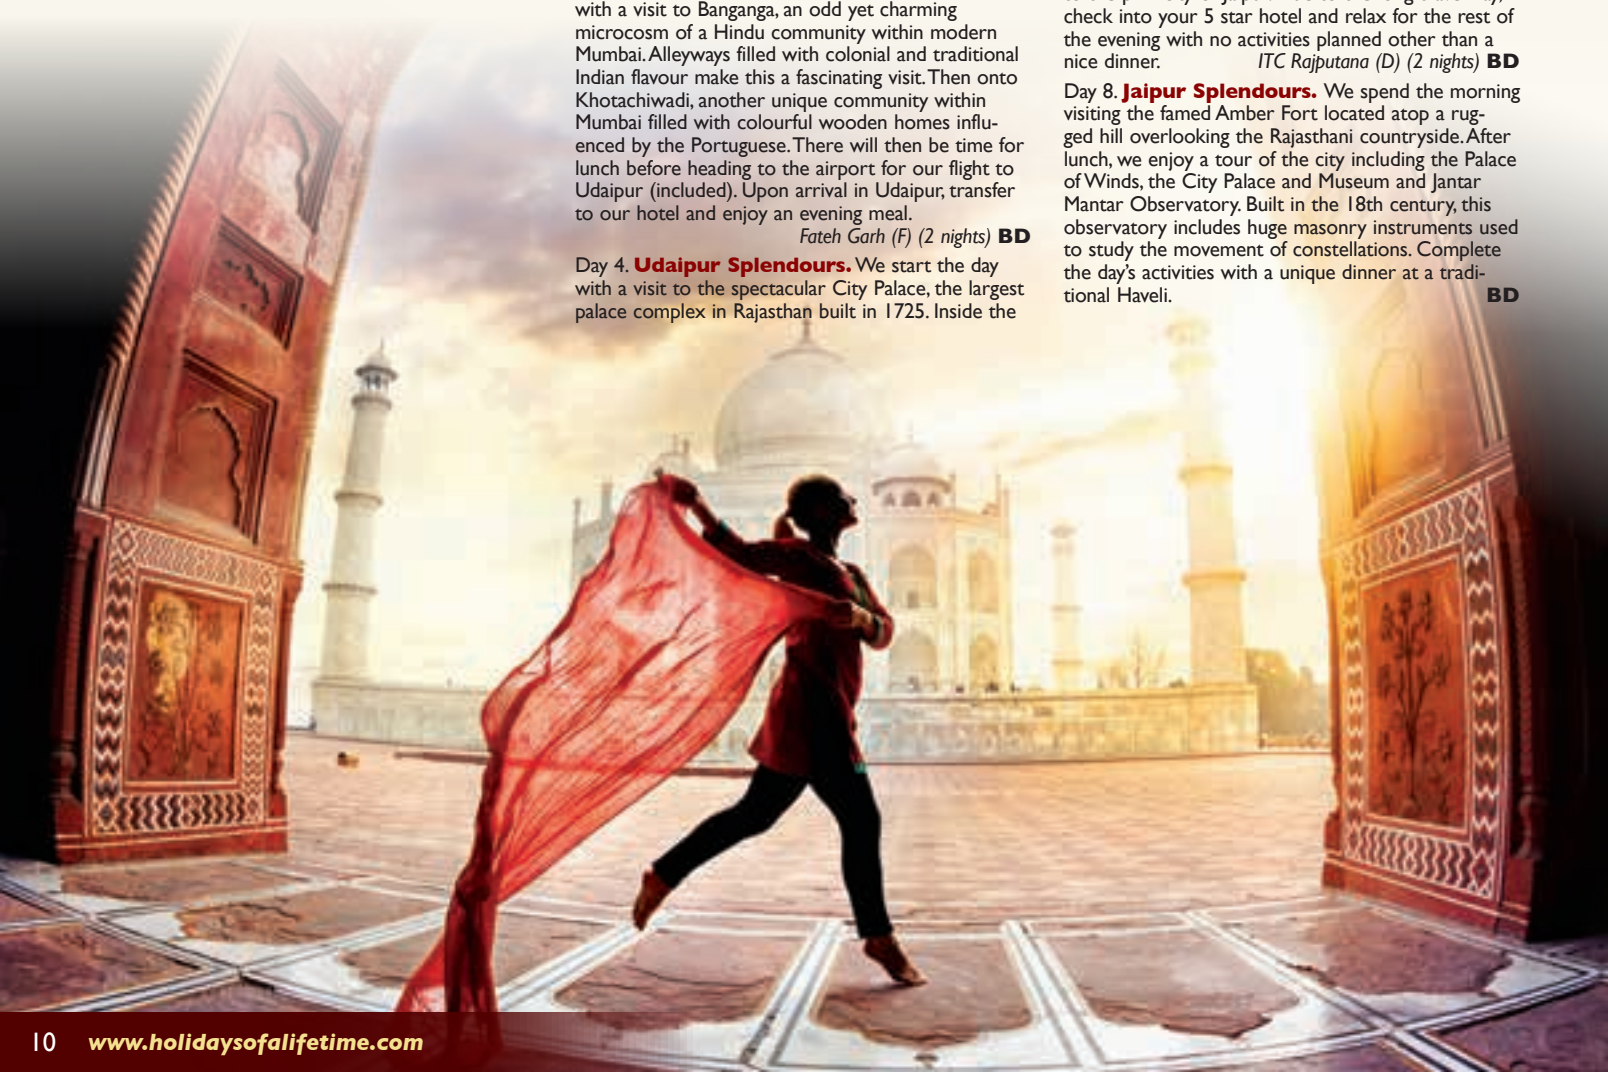 with a visit to Banganga, an odd yet charming
microcosm of a Hindu community within modern
Mumbai. Alleyways filled with colonial and traditional
Indian flavour make this a fascinating visit. Then onto
Khotachiwadi, another unique community within
Mumbai filled with colourful wooden homes influ-
enced by the Portuguese. There will then be time for
lunch before heading to the airport for our flight to
Udaipur (included). Upon arrival in Udaipur, transfer
to our hotel and enjoy an evening meal.
Fateh Garh (F) (2 nights) BD
Day 4. Udaipur Splendours. We start the day
with a visit to the spectacular City Palace, the largest
palace complex in Rajasthan built in 1725. Inside the
check into your 5 star hotel and relax for the rest of
the evening with no activities planned other than a
nice dinner. ITC Rajputana (D) (2 nights) BD
Day 8. Jaipur Splendours. We spend the morning
visiting the famed Amber Fort located atop a rug-
ged hill overlooking the Rajasthani countryside. After
lunch, we enjoy a tour of the city including the Palace
of Winds, the City Palace and Museum and Jantar
Mantar Observatory. Built in the 18th century, this
observatory includes huge masonry instruments used
to study the movement of constellations. Complete
the day's activities with a unique dinner at a tradi-
tional Haveli. BD
10 www.holidaysofalifetime.com